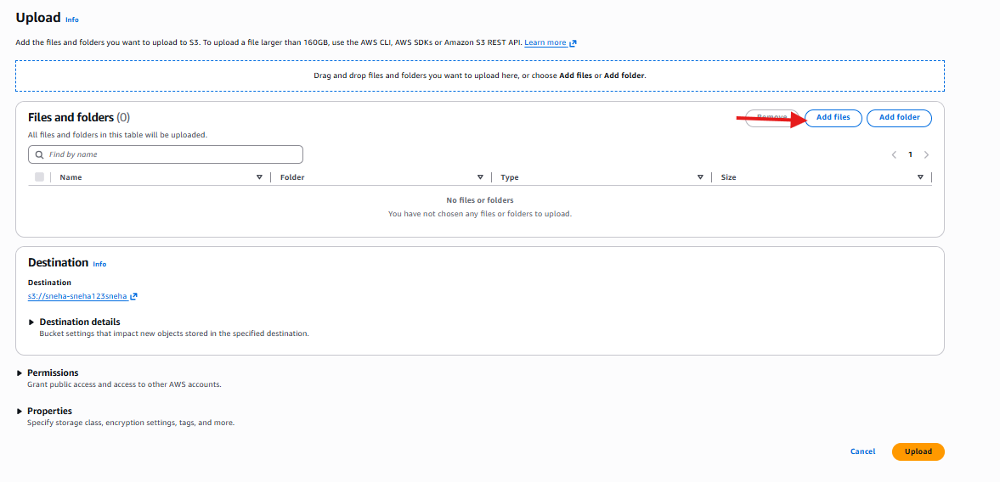 Upload Info
Add the files and folders you want to upload to S3. To upload a file larger than 160GB, use the AWS CLI, AWS SDKs or Amazon S3 REST API. Learn more
Drag and drop files and folders you want to upload here, or choose Add files or Add folder.
Files and folders (0)
Remove Add files Add folder
All files and folders in this table will be uploaded.
Find by name
1
Name Folder Type Size
No files or folders
You have not chosen any files or folders to upload.
Destination Info
Destination
s3://sneha-sneha123sneha
Destination details
Bucket settings that impact new objects stored in the specified destination.
Permissions
Grant public access and access to other AWS accounts.
Properties
Specify storage class, encryption settings, tags, and more.
Cancel Upload